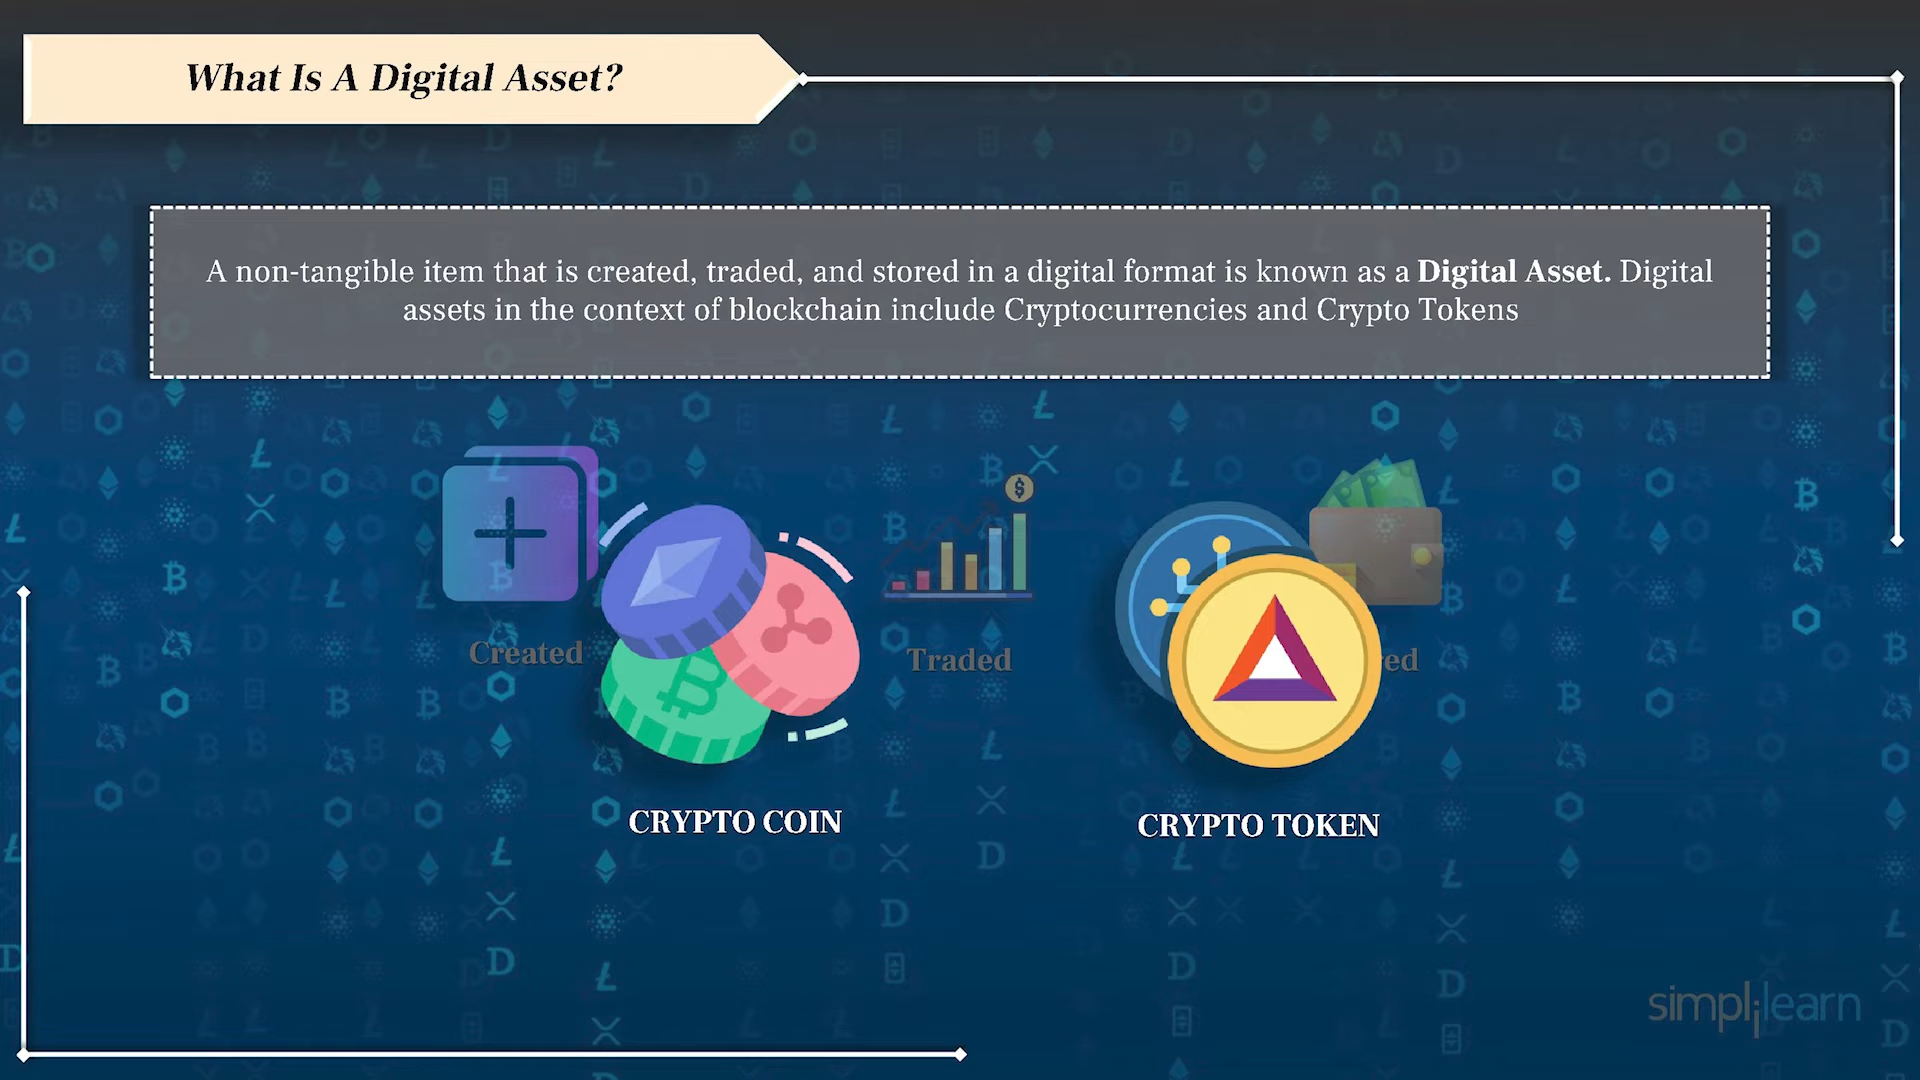 What Is A Digital Asset?
A non-tangible item that is created, traded, and stored in a digital format is known as a Digital Asset. Digital
assets in the context of blockchain include Cryptocurrencies and Crypto Tokens
Created
Traded
red
CRYPTO COIN
CRYPTO TOKEN
simplilearn